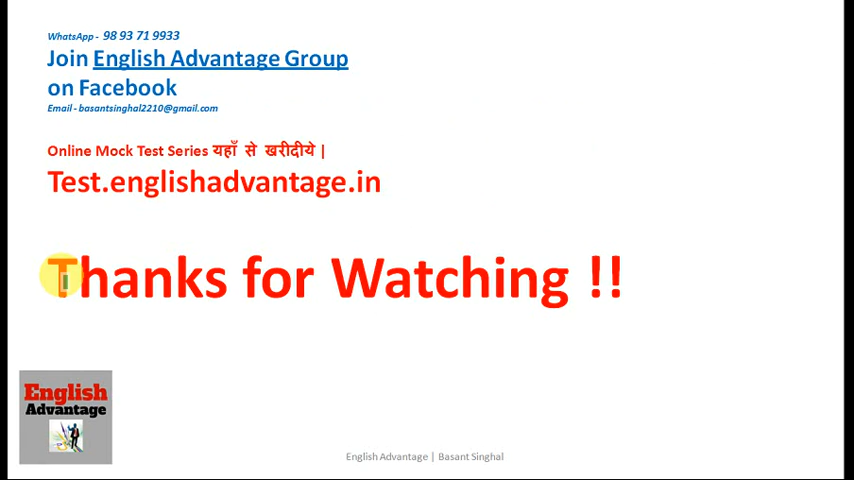 WhatsApp - 98 93 71 9933
Join English Advantage Group
on Facebook
Email - basantsinghal2210@gmail.com
Online Mock Test Series यहाँ से खरीदीये |
Test.englishadvantage.in
Thanks for Watching !!
English
Advantage
English Advantage | Basant Singhal